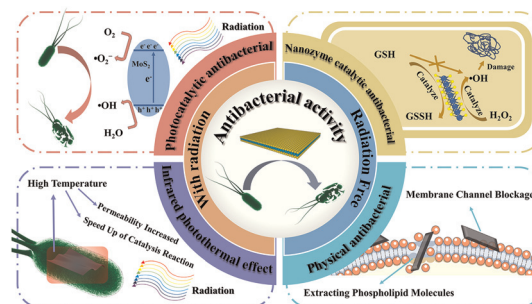 O₂
•O₂⁻
•OH
H₂O
e⁻ e⁻ e⁻
MoS₂
e⁻
h⁺ h⁺ h⁺
Radiation
Photocatalytic antibacterial
Nanozyme catalytic antibacterial
GSH
GSSH
Catalyze
Catalyze
•OH
H₂O₂
Damage
With radiation
Antibacterial activity
Radiation Free
Infrared photothermal effect
Physical antibacterial
High Temperature
Permeability Increased
Speed Up of Catalysis Reaction
Radiation
Membrane Channel Blockage
Extracting Phospholipid Molecules